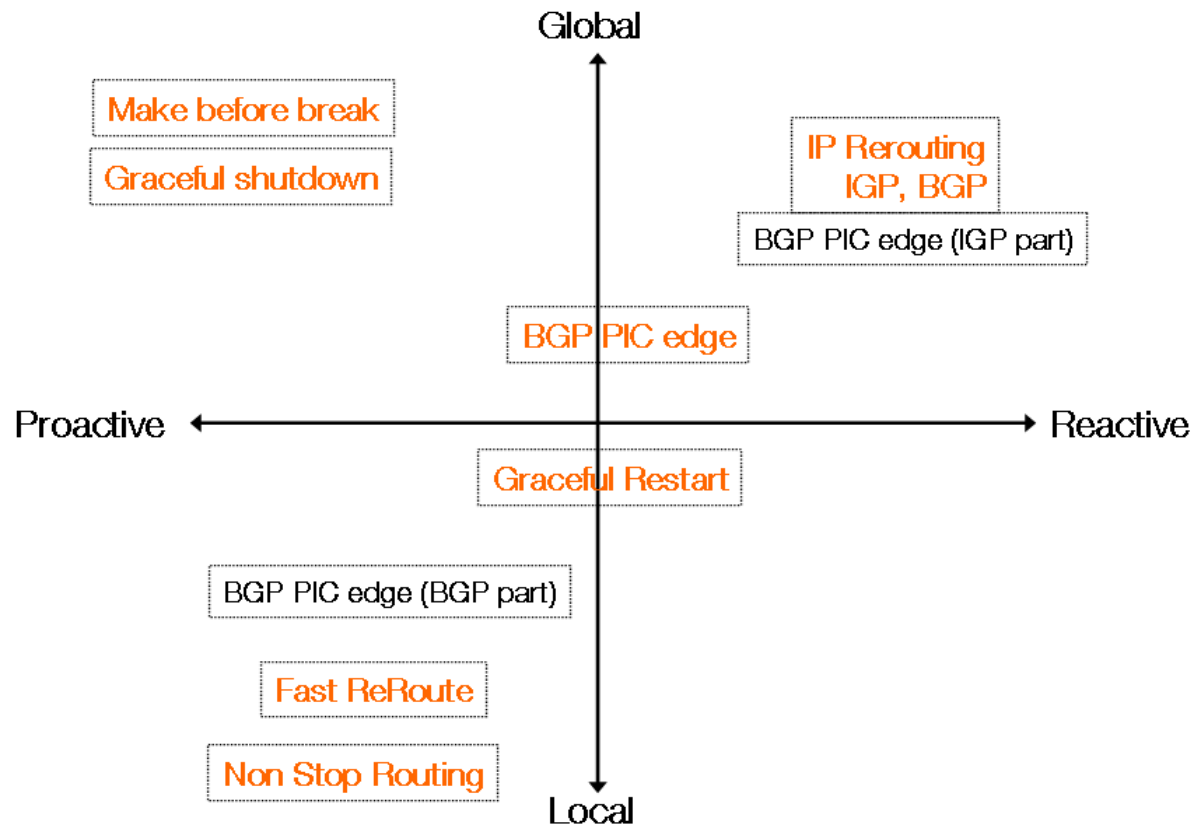 Global
Make before break
Graceful shutdown
IP Rerouting
IGP, BGP
BGP PIC edge (IGP part)
BGP PIC edge
Proactive
Reactive
Graceful Restart
BGP PIC edge (BGP part)
Fast ReRoute
Non Stop Routing
Local